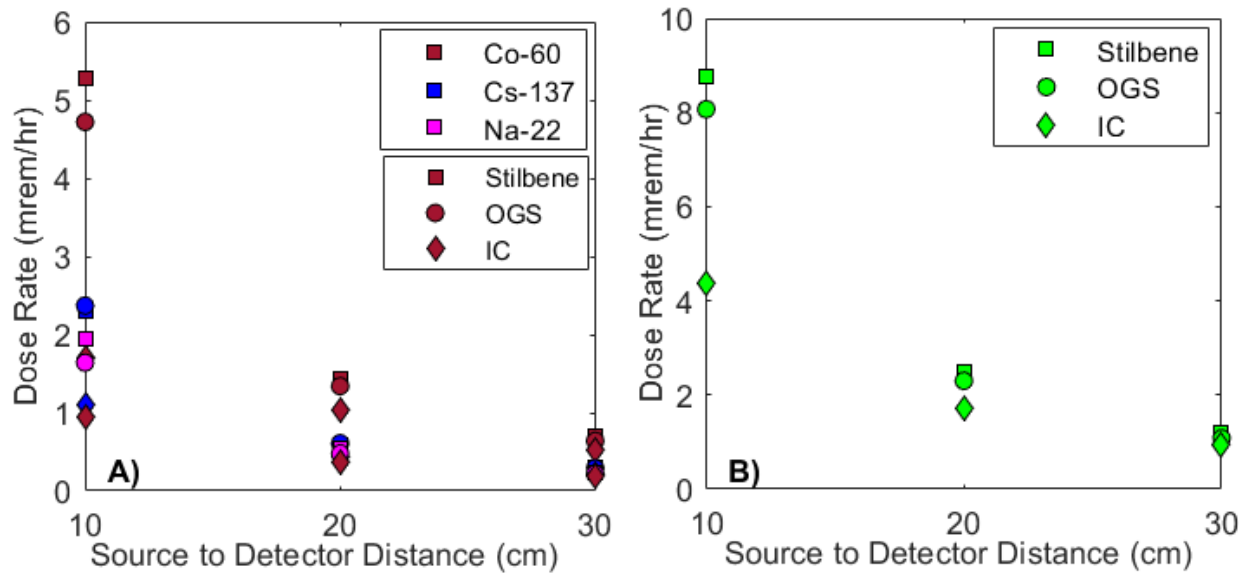 6
5
4
3
2
1
0
Dose Rate (mrem/hr)
Co-60
Cs-137
Na-22
Stilbene
OGS
IC
A)
10 20 30
Source to Detector Distance (cm)
10
8
6
4
2
0
Dose Rate (mrem/hr)
Stilbene
OGS
IC
B)
10 20 30
Source to Detector Distance (cm)